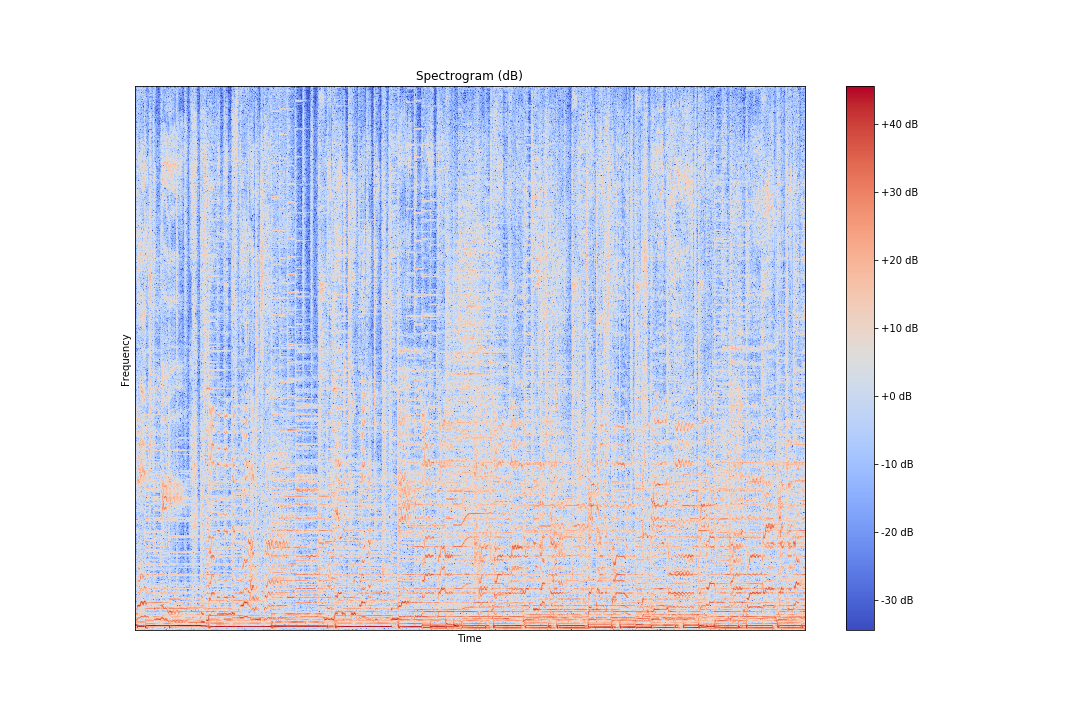 Spectrogram (dB)
Frequency
Time
+40 dB
+30 dB
+20 dB
+10 dB
+0 dB
-10 dB
-20 dB
-30 dB